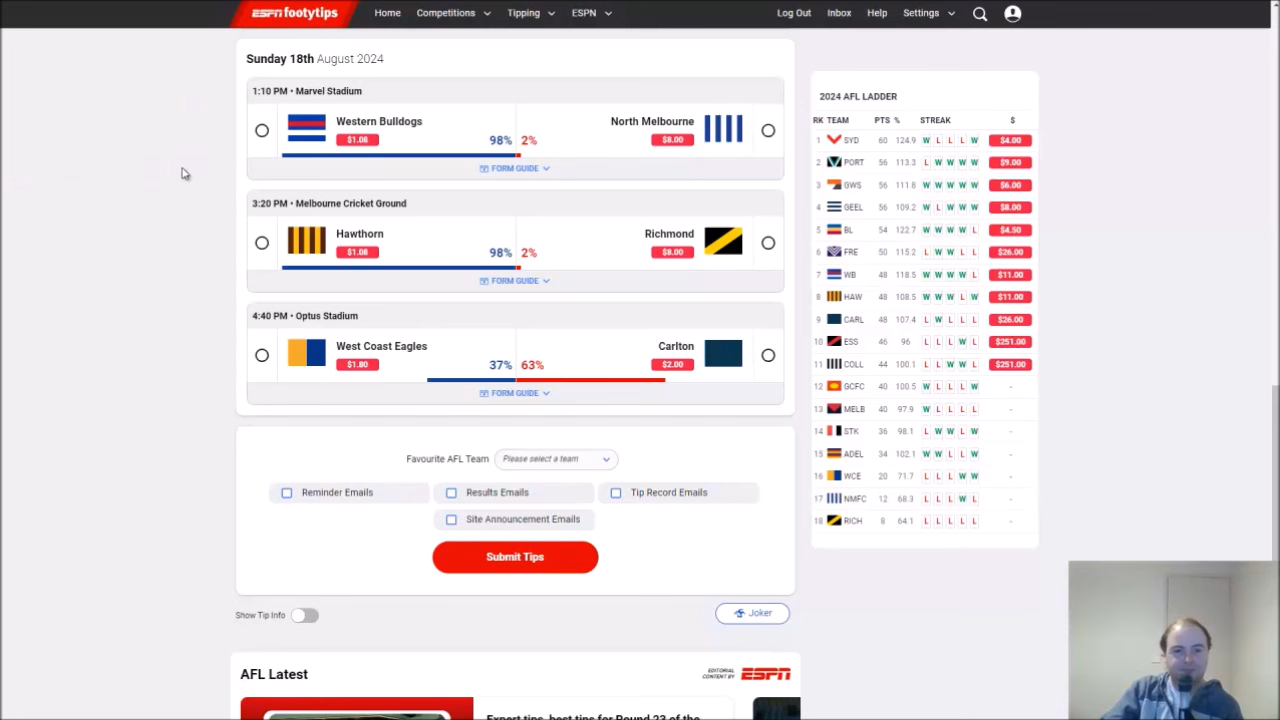 ESPN footytips Home Competitions Tipping ESPN Log Out Inbox Help Settings
Sunday 18th August 2024
1:10 PM • Marvel Stadium
Western Bulldogs North Melbourne
$1.08 98% 2% $8.00
FORM GUIDE
3:20 PM • Melbourne Cricket Ground
Hawthorn Richmond
$1.08 98% 2% $8.00
FORM GUIDE
4:40 PM • Optus Stadium
West Coast Eagles Carlton
$1.80 37% 63% $2.00
FORM GUIDE
Favourite AFL Team Please select a team
Reminder Emails Results Emails Tip Record Emails
Site Announcement Emails
Submit Tips
Show Tip Info Joker
AFL Latest EDITORIAL CONTENT BY ESPN
Expert tips, best tips for Round 23 of the
2024 AFL LADDER
RK TEAM PTS % STREAK $
1 SYD 60 124.9 W L L L W $4.00
2 PORT 56 113.3 L W W W W $9.00
3 GWS 56 111.8 W W W W W $6.00
4 GEEL 56 109.2 W L W W W $8.00
5 BL 54 122.7 W W W W L $4.50
6 FRE 50 115.2 L W W L L $26.00
7 WB 48 118.5 W W W W L $11.00
8 HAW 48 108.5 W W W L W $11.00
9 CARL 48 107.4 L W L L L $26.00
10 ESS 46 96 L L L W L $251.00
11 COLL 44 100.1 L L W W L $251.00
12 GCFC 40 100.5 W L L L W -
13 MELB 40 97.9 W L L L L -
14 STK 36 98.1 L W W L W -
15 ADEL 34 102.1 W W L L W -
16 WCE 20 71.7 L L L W W -
17 NMFC 12 68.3 L L L W L -
18 RICH 8 64.1 L L L L L -